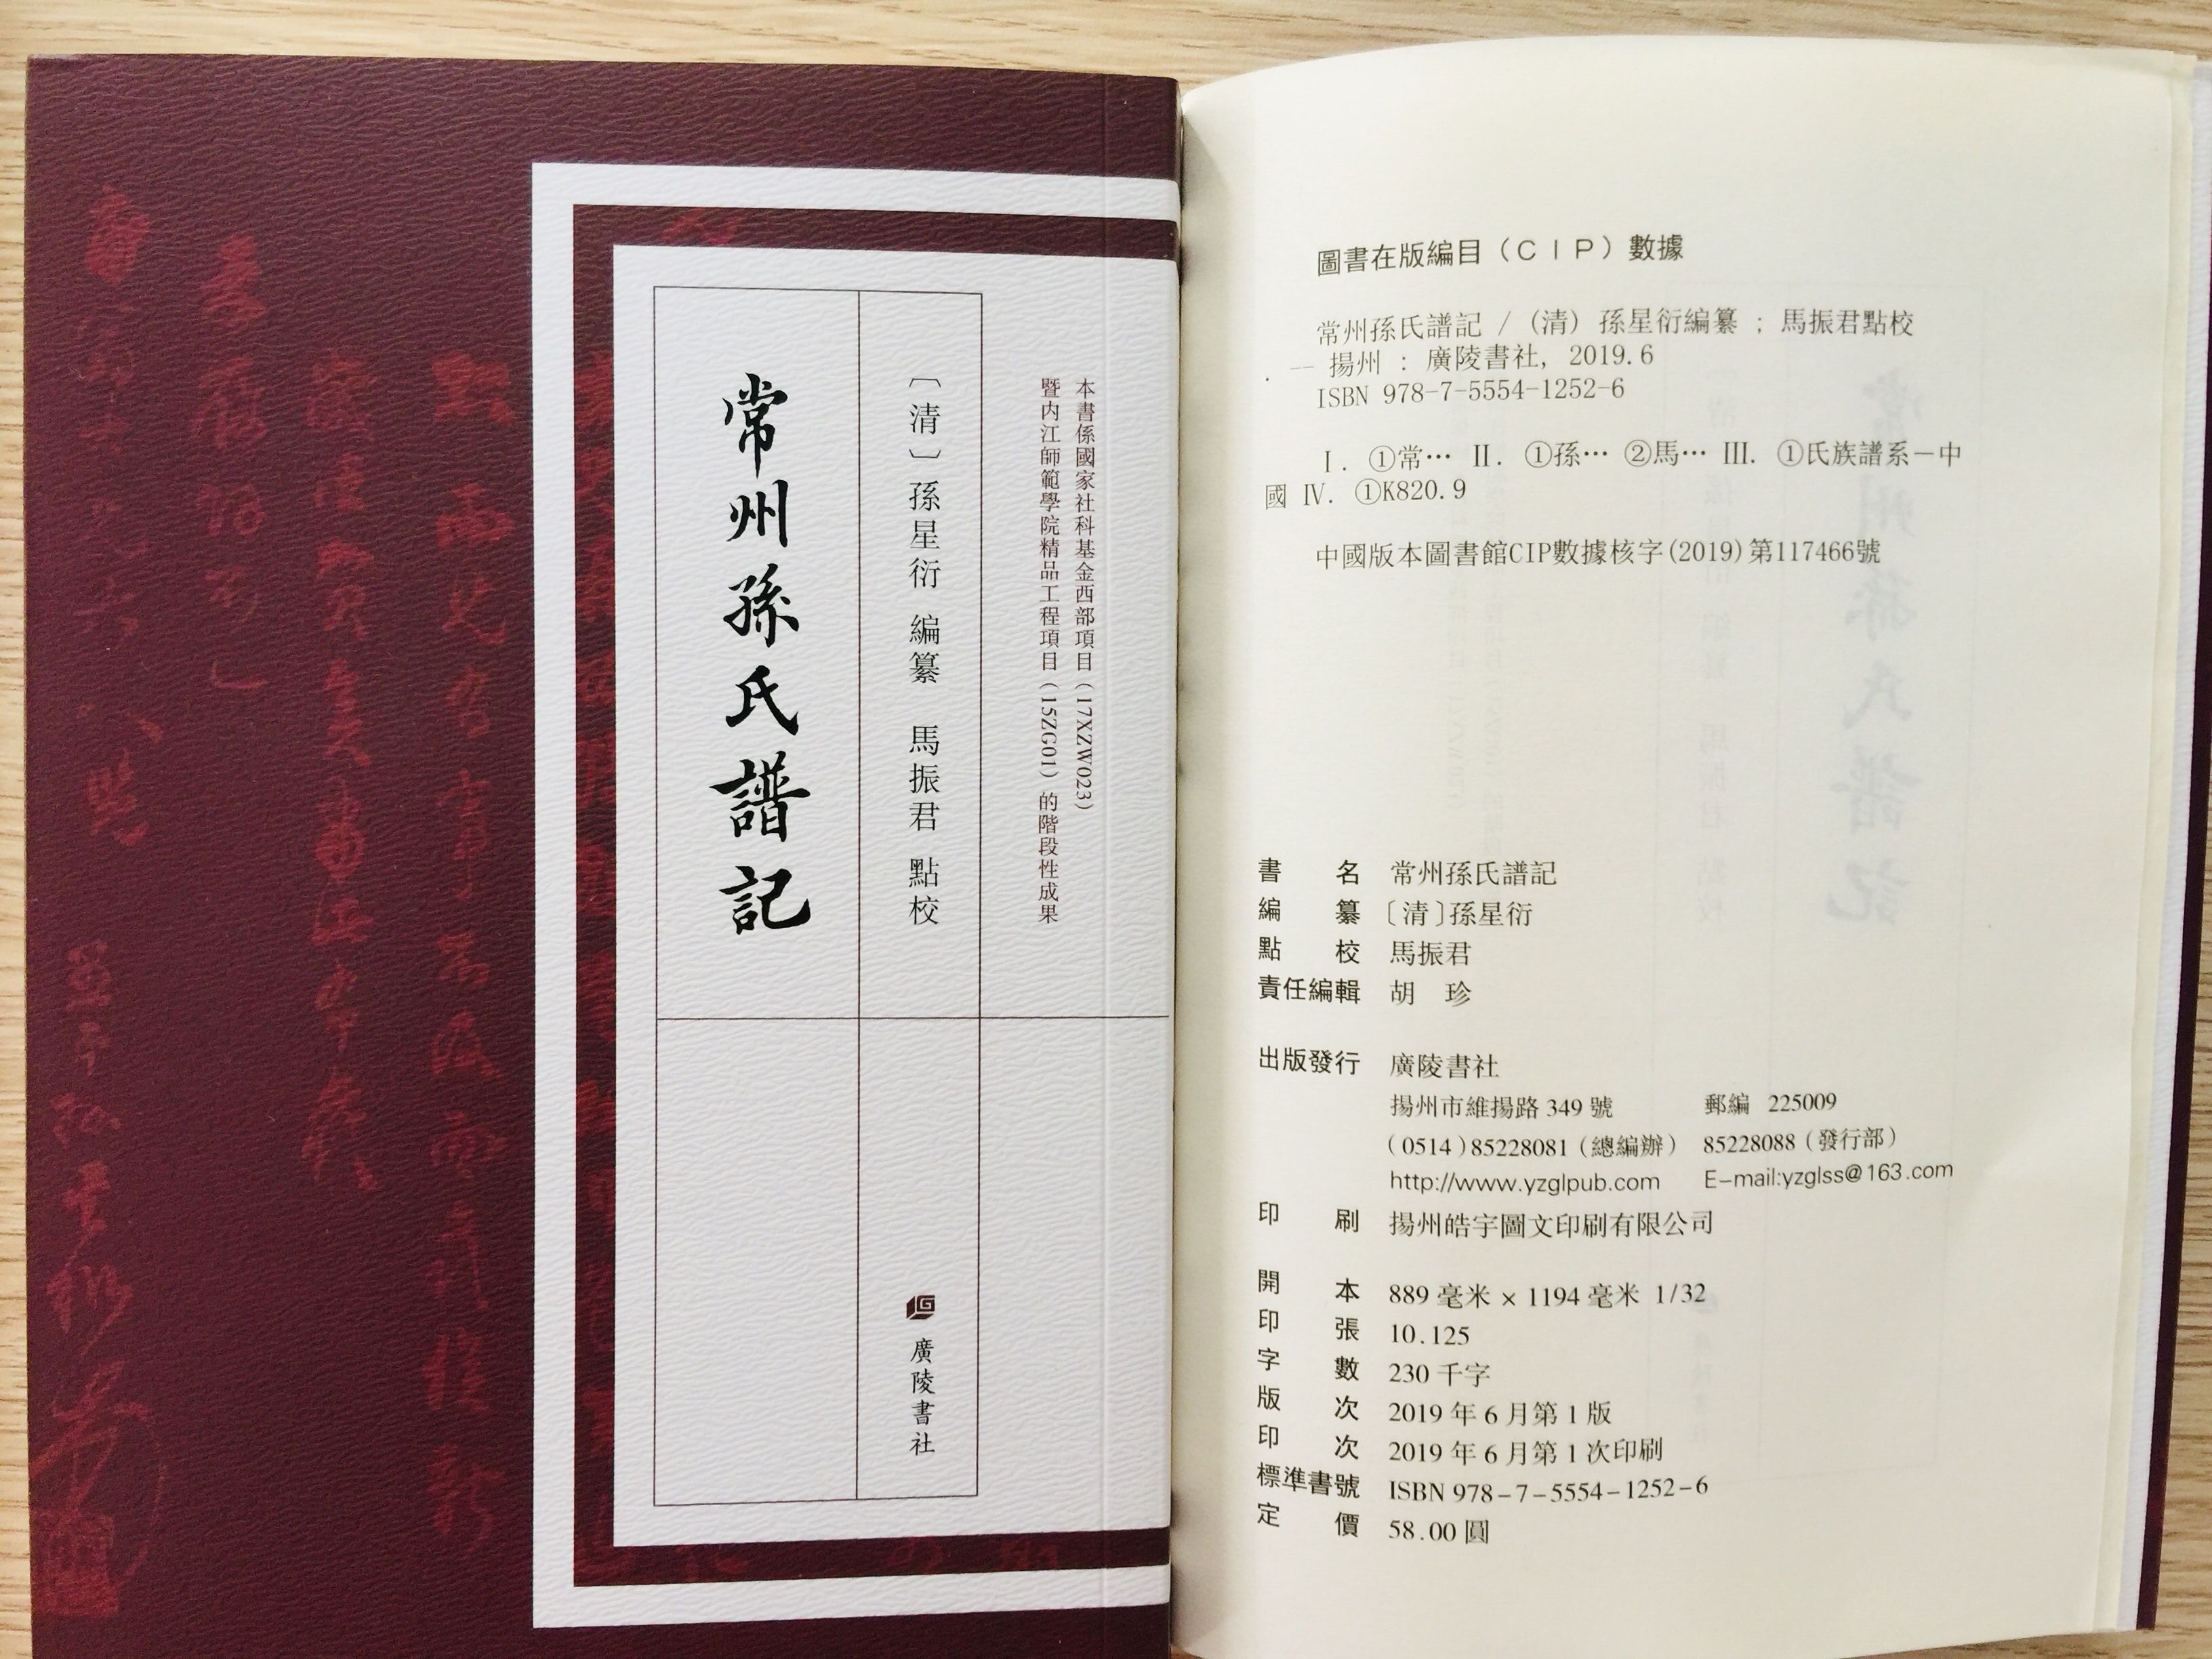 本書係國家社科基金西部項目（17XZW023）
暨内江師範學院精品工程項目（15ZG01）的階段性成果
〔清〕孫星衍 編纂 馬振君 點校
常州孫氏譜記
廣陵書社
圖書在版編目（CIP）數據
常州孫氏譜記 / （清）孫星衍編纂 ; 馬振君點校
. -- 揚州 : 廣陵書社, 2019.6
ISBN 978-7-5554-1252-6
Ⅰ. ①常… Ⅱ. ①孫… ②馬… Ⅲ. ①氏族譜系－中
國 Ⅳ. ①K820.9
中國版本圖書館CIP數據核字(2019)第117466號
書名 常州孫氏譜記
編纂 〔清〕孫星衍
點校 馬振君
責任編輯 胡 珍
出版發行 廣陵書社
揚州市維揚路 349 號 郵編 225009
（0514）85228081（總編辦） 85228088（發行部）
http://www.yzglpub.com E-mail:yzglss@163.com
印刷 揚州皓宇圖文印刷有限公司
開本 889 毫米 × 1194 毫米 1/32
印張 10.125
字數 230 千字
版次 2019 年 6 月第 1 版
印次 2019 年 6 月第 1 次印刷
標準書號 ISBN 978-7-5554-1252-6
定價 58.00 圓